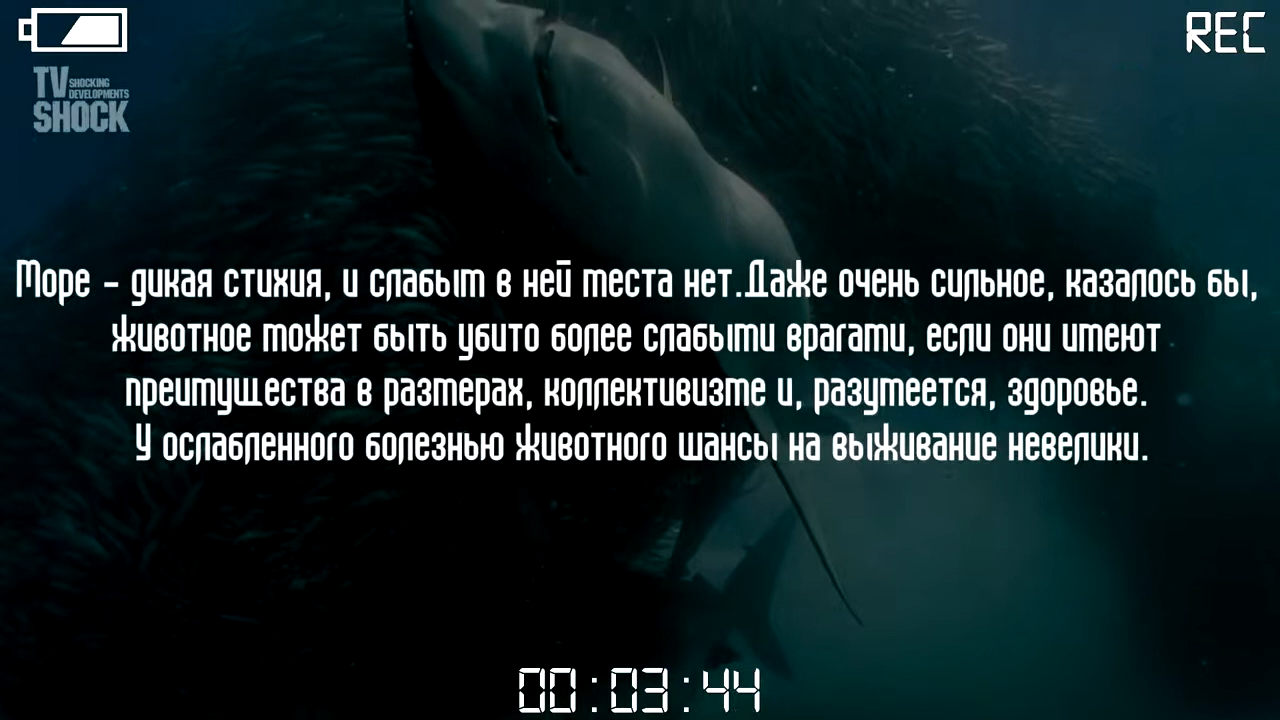 REC
TV SHOCKING
DEVELOPMENTS
SHOCK
Море - дикая стихия, и слабым в ней места нет.Даже очень сильное, казалось бы,
животное может быть убито более слабыми врагами, если они имеют
преимущества в размерах, коллективизме и, разумеется, здоровье.
У ослабленного болезнью животного шансы на выживание невелики.
00:03:44